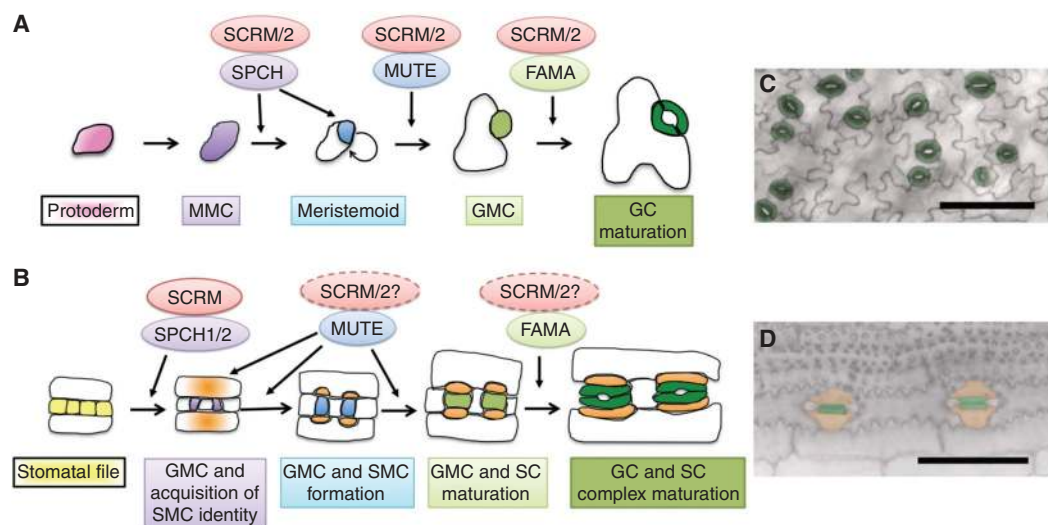 A
SCRM/2
SCRM/2
SCRM/2
SPCH
MUTE
FAMA
Protoderm
MMC
Meristemoid
GMC
GC
maturation
C
B
SCRM
SCRM/2?
SCRM/2?
SPCH1/2
MUTE
FAMA
Stomatal file
GMC and
acquisition of
SMC identity
GMC and SMC
formation
GMC and SC
maturation
GC and SC
complex maturation
D